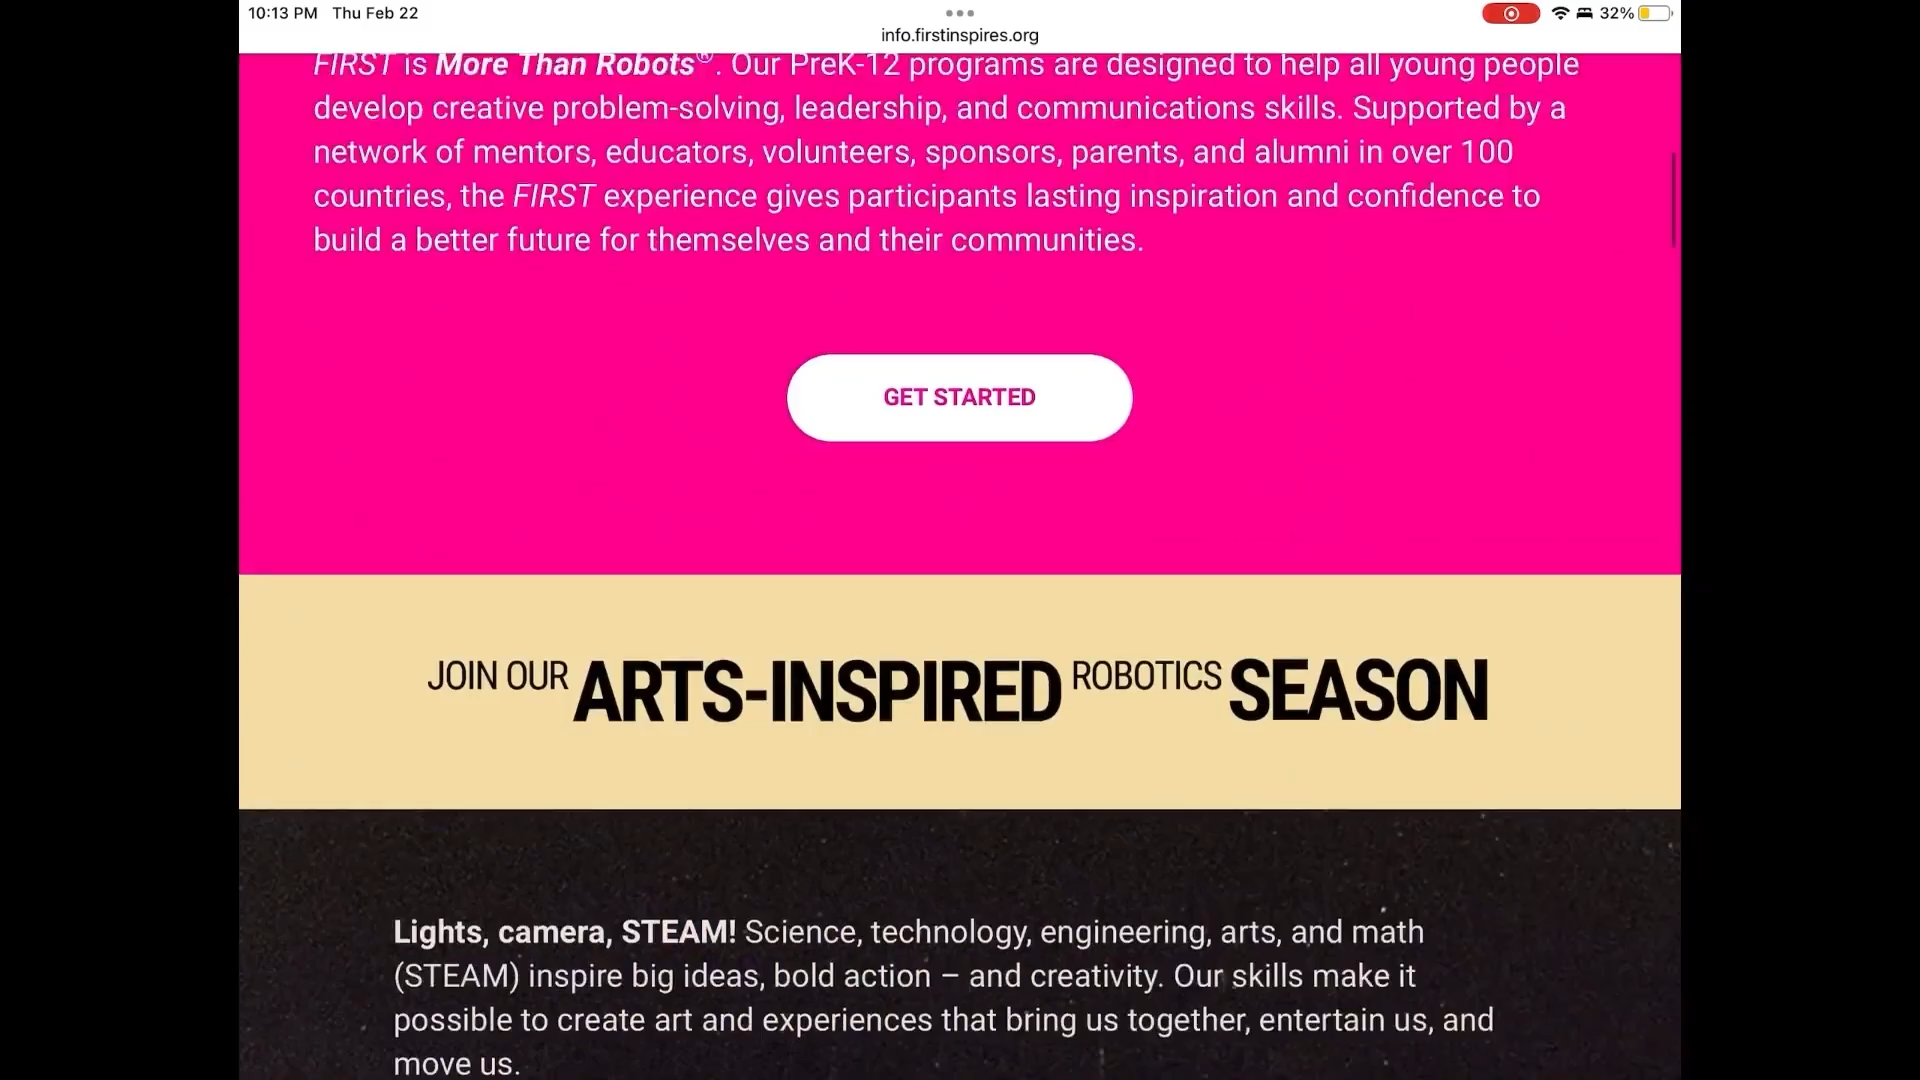 10:13 PM Thu Feb 22
32%
info.firstinspires.org
FIRST is More Than Robots®. Our PreK-12 programs are designed to help all young people
develop creative problem-solving, leadership, and communications skills. Supported by a
network of mentors, educators, volunteers, sponsors, parents, and alumni in over 100
countries, the FIRST experience gives participants lasting inspiration and confidence to
build a better future for themselves and their communities.
GET STARTED
JOIN OUR ARTS-INSPIRED ROBOTICS SEASON
Lights, camera, STEAM! Science, technology, engineering, arts, and math
(STEAM) inspire big ideas, bold action – and creativity. Our skills make it
possible to create art and experiences that bring us together, entertain us, and
move us.